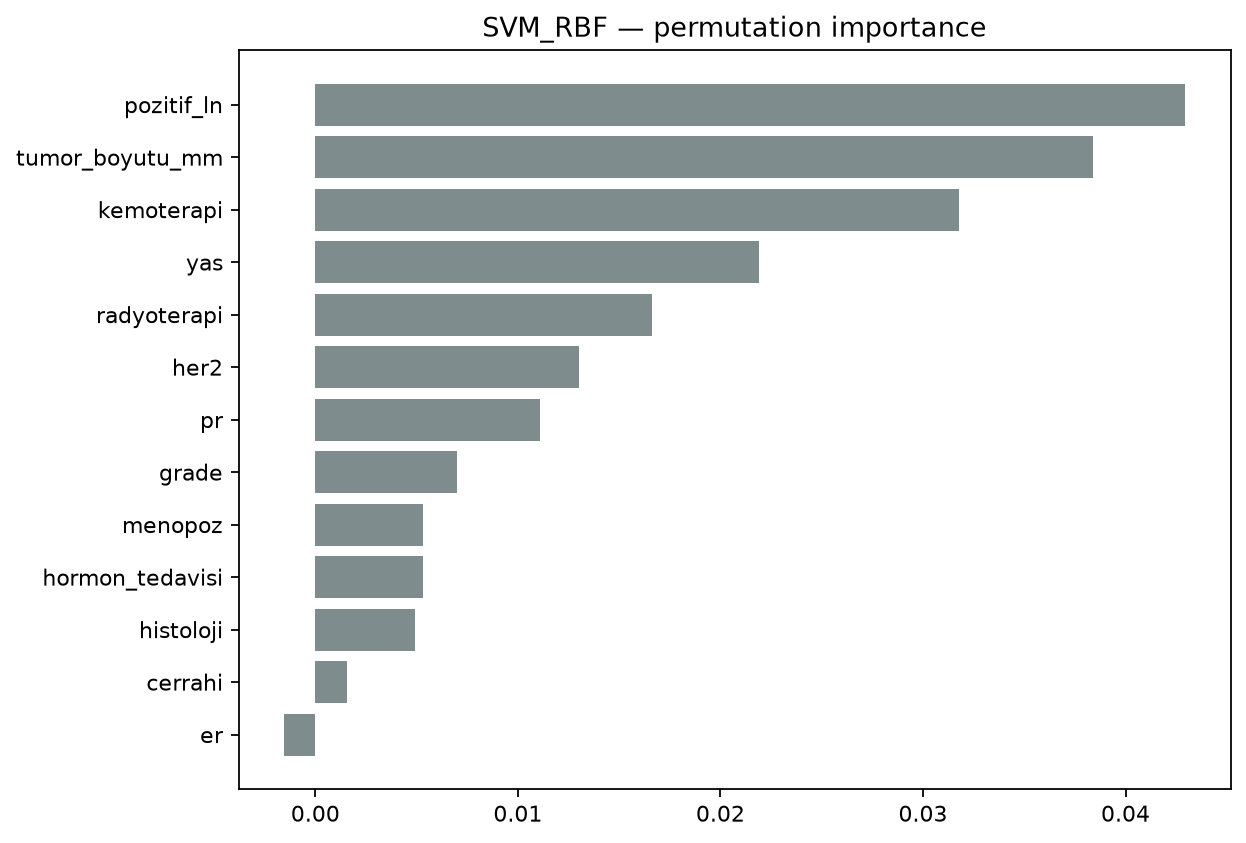 SVM_RBF — permutation importance
pozitif_ln
tumor_boyutu_mm
kemoterapi
yas
radyoterapi
her2
pr
grade
menopoz
hormon_tedavisi
histoloji
cerrahi
er
0.00 0.01 0.02 0.03 0.04